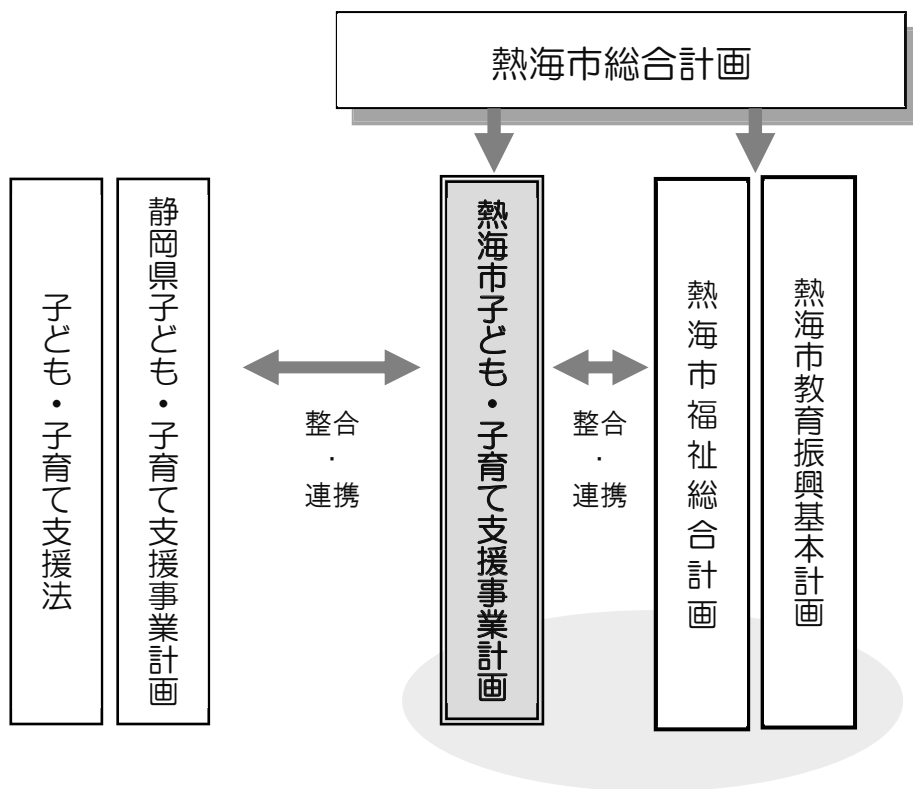 熱海市総合計画
子ども・子育て支援法
静岡県子ども・子育て支援事業計画
整合
・
連携
熱海市子ども・子育て支援事業計画
整合
・
連携
熱海市福祉総合計画
熱海市教育振興基本計画